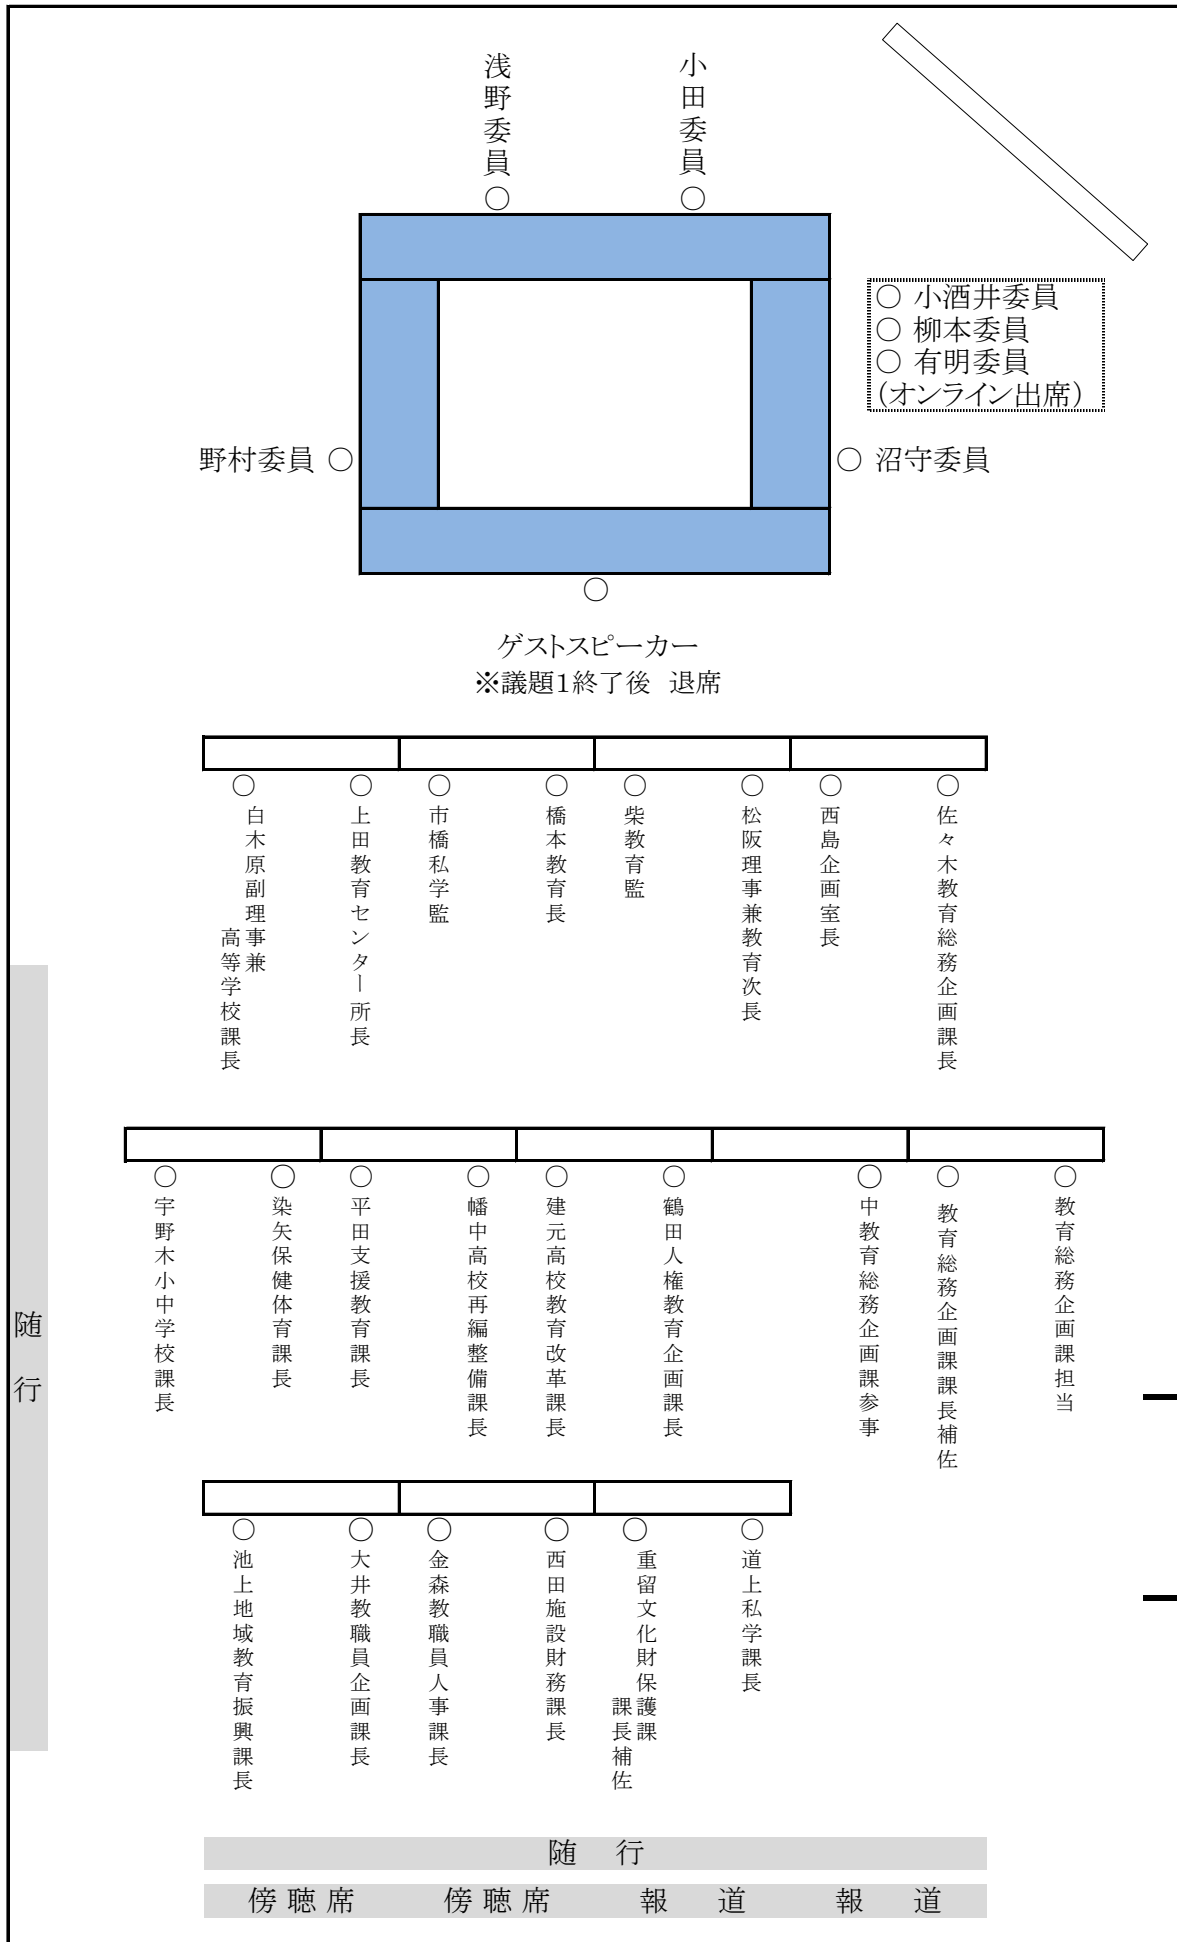 浅野委員
小田委員
○ 小酒井委員
○ 柳本委員
○ 有明委員
(オンライン出席)
野村委員 ○
○ 沼守委員
ゲストスピーカー
※議題1終了後 退席
白木原副理事兼
高等学校課長
上田教育センター所長
市橋私学監
橋本教育長
柴教育監
松阪理事兼教育次長
西島企画室長
佐々木教育総務企画課長
宇野木小中学校課長
染矢保健体育課長
平田支援教育課長
幡中高校再編整備課長
建元高校教育改革課長
鶴田人権教育企画課長
中教育総務企画課参事
教育総務企画課課長補佐
教育総務企画課担当
随行
池上地域教育振興課長
大井教職員企画課長
金森教職員人事課長
西田施設財務課長
重留文化財保護課
課長補佐
道上私学課長
随 行
傍聴席 傍聴席 報 道 報 道